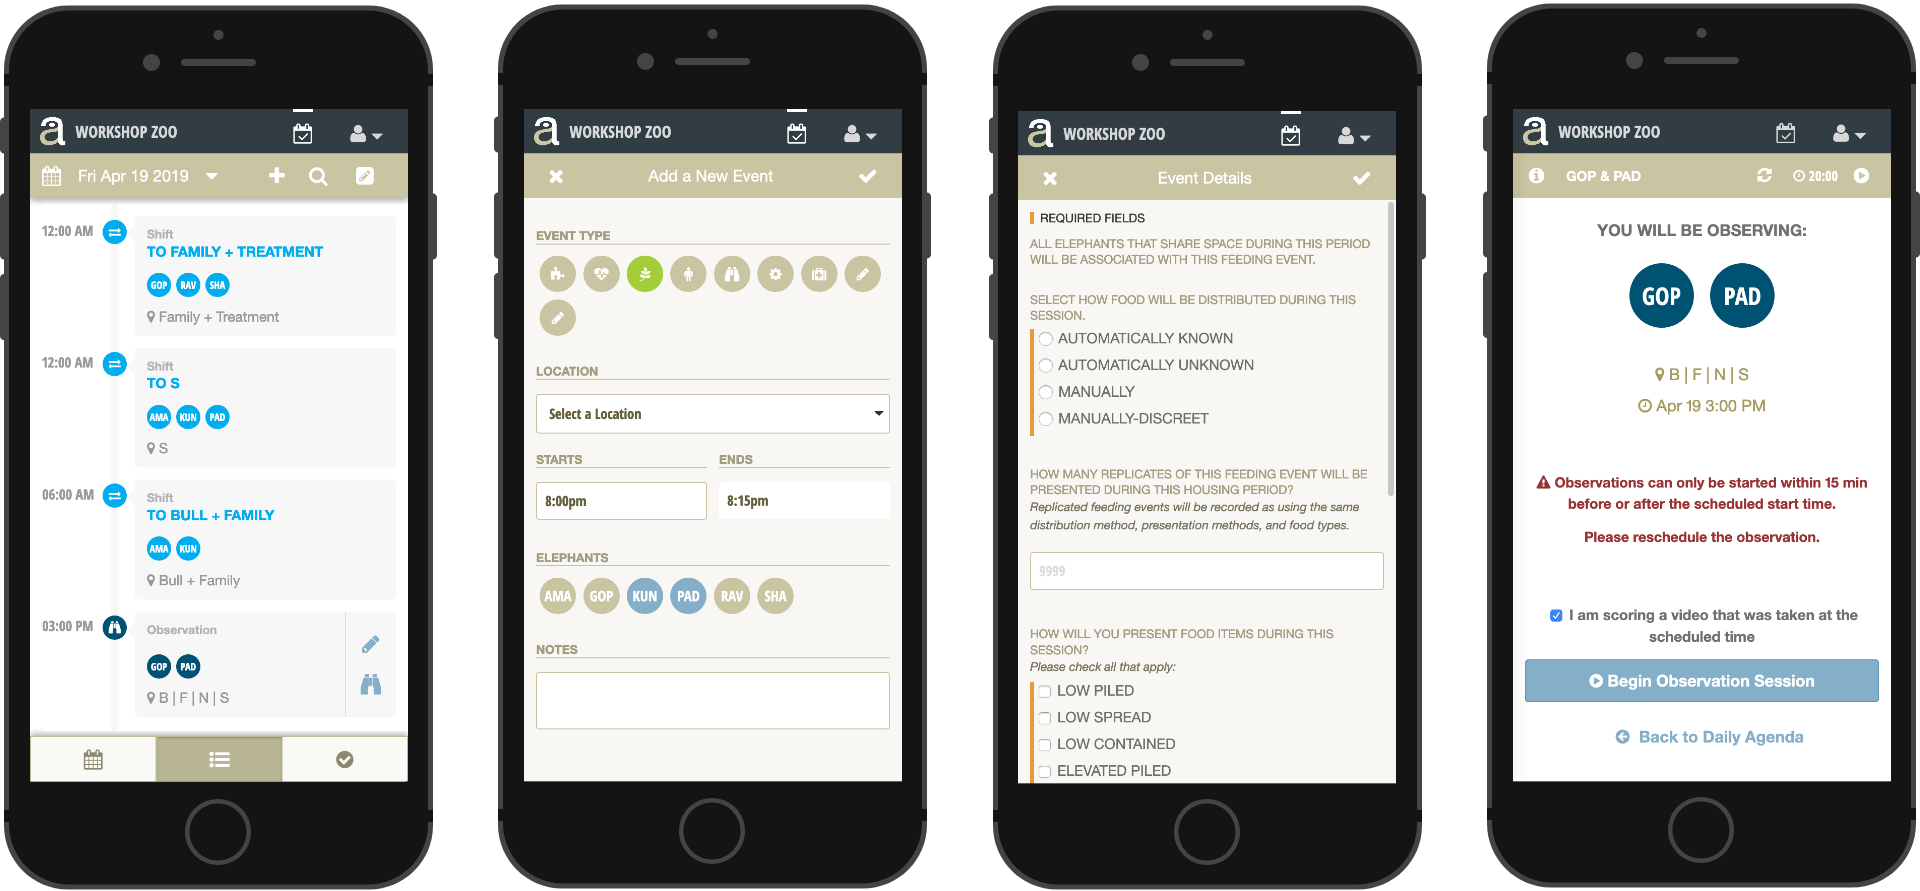 a WORKSHOP ZOO
Fri Apr 19 2019
12:00 AM
Shift
TO FAMILY + TREATMENT
GOP RAV SHA
Family + Treatment
12:00 AM
Shift
TO S
AMA KUN PAD
S
06:00 AM
Shift
TO BULL + FAMILY
AMA KUN
Bull + Family
03:00 PM
Observation
GOP PAD
B | F | N | S
a WORKSHOP ZOO
Add a New Event
EVENT TYPE
LOCATION
Select a Location
STARTS ENDS
8:00pm 8:15pm
ELEPHANTS
AMA GOP KUN PAD RAV SHA
NOTES
a WORKSHOP ZOO
Event Details
REQUIRED FIELDS
ALL ELEPHANTS THAT SHARE SPACE DURING THIS PERIOD
WILL BE ASSOCIATED WITH THIS FEEDING EVENT.
SELECT HOW FOOD WILL BE DISTRIBUTED DURING THIS
SESSION.
AUTOMATICALLY KNOWN
AUTOMATICALLY UNKNOWN
MANUALLY
MANUALLY-DISCREET
HOW MANY REPLICATES OF THIS FEEDING EVENT WILL BE
PRESENTED DURING THIS HOUSING PERIOD?
Replicated feeding events will be recorded as using the same
distribution method, presentation methods, and food types.
9999
HOW WILL YOU PRESENT FOOD ITEMS DURING THIS
SESSION?
Please check all that apply:
LOW PILED
LOW SPREAD
LOW CONTAINED
ELEVATED PILED
a WORKSHOP ZOO
GOP & PAD 20:00
YOU WILL BE OBSERVING:
GOP PAD
B | F | N | S
Apr 19 3:00 PM
Observations can only be started within 15 min
before or after the scheduled start time.
Please reschedule the observation.
I am scoring a video that was taken at the
scheduled time
Begin Observation Session
Back to Daily Agenda